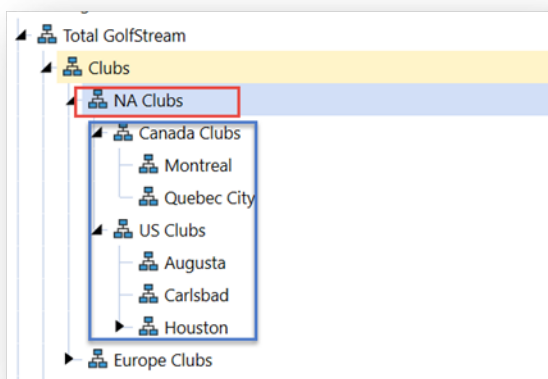 Total GolfStream
Clubs
NA Clubs
Canada Clubs
Montreal
Quebec City
US Clubs
Augusta
Carlsbad
Houston
Europe Clubs